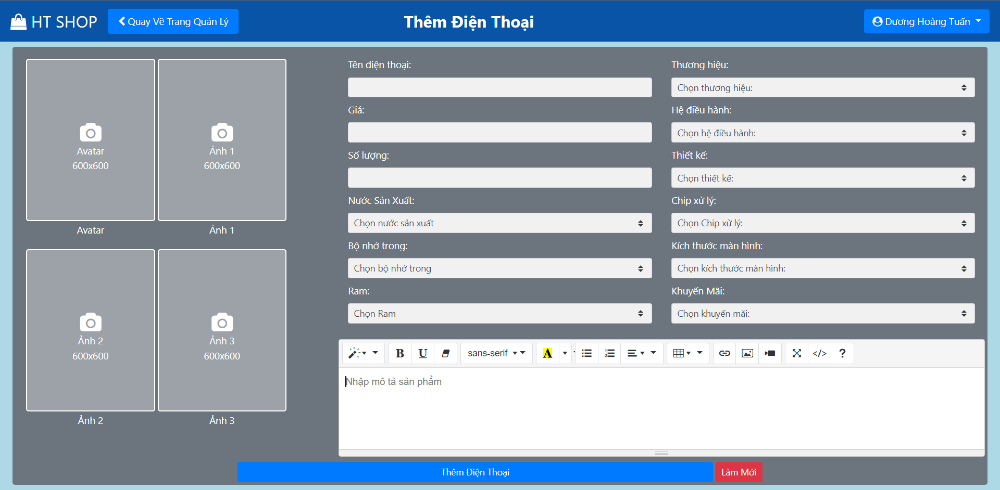 HT SHOP
Quay Về Trang Quản Lý
Thêm Điện Thoại
Dương Hoàng Tuấn
Avatar
600x600
Avatar
Ảnh 1
600x600
Ảnh 1
Ảnh 2
600x600
Ảnh 2
Ảnh 3
600x600
Ảnh 3
Tên điện thoại:
Giá:
Số lượng:
Nước Sản Xuất:
Chọn nước sản xuất
Bộ nhớ trong:
Chọn bộ nhớ trong
Ram:
Chọn Ram
Thương hiệu:
Chọn thương hiệu:
Hệ điều hành:
Chọn hệ điều hành:
Thiết kế:
Chọn thiết kế:
Chip xử lý:
Chọn Chip xử lý:
Kích thước màn hình:
Chọn kích thước màn hình:
Khuyến Mãi:
Chọn khuyến mãi:
B U sans-serif A </> ?
Nhập mô tả sản phẩm
Thêm Điện Thoại
Làm Mới